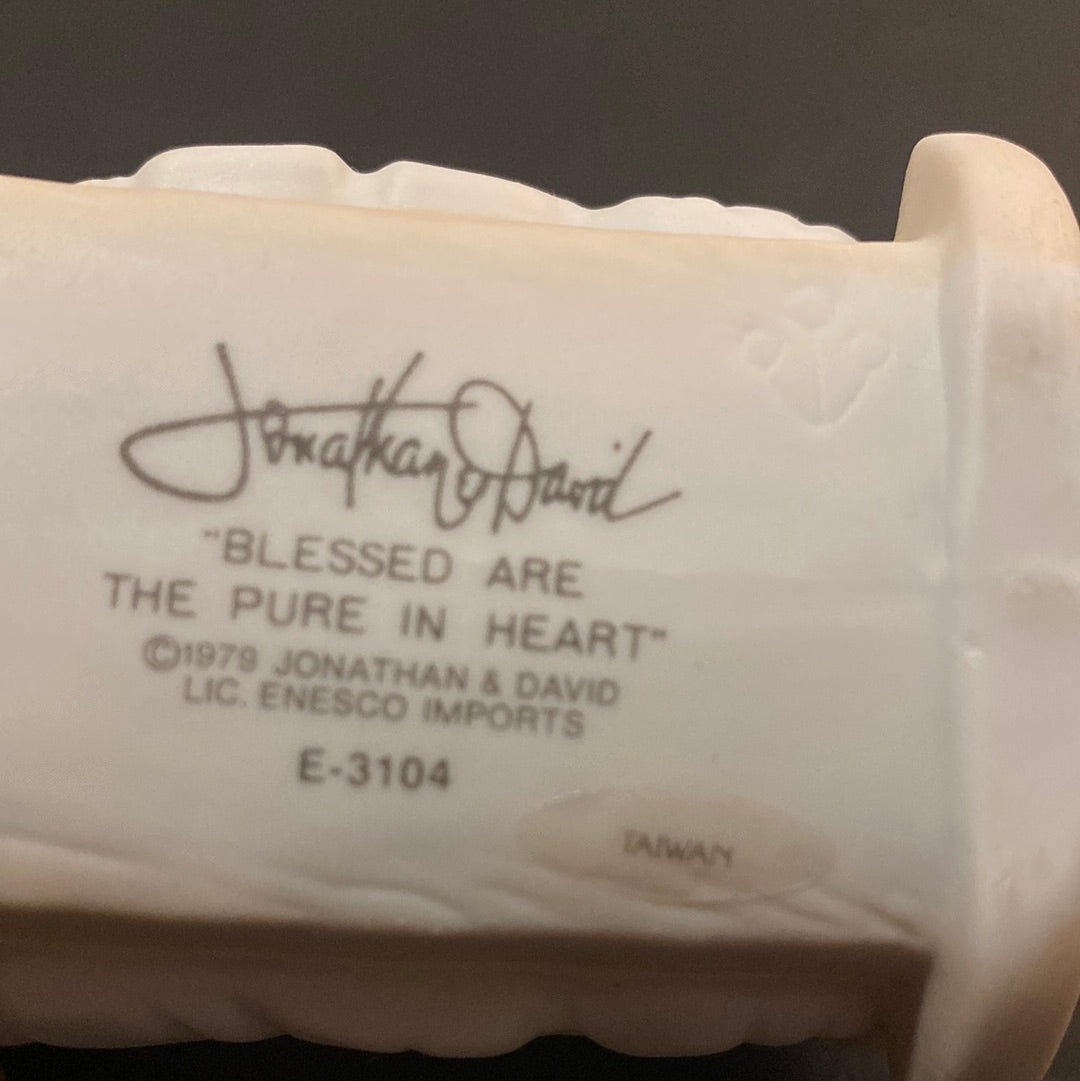 Jonathan & David
"BLESSED ARE
THE PURE IN HEART"
©1979 JONATHAN & DAVID
LIC. ENESCO IMPORTS
E-3104
TAIWAN